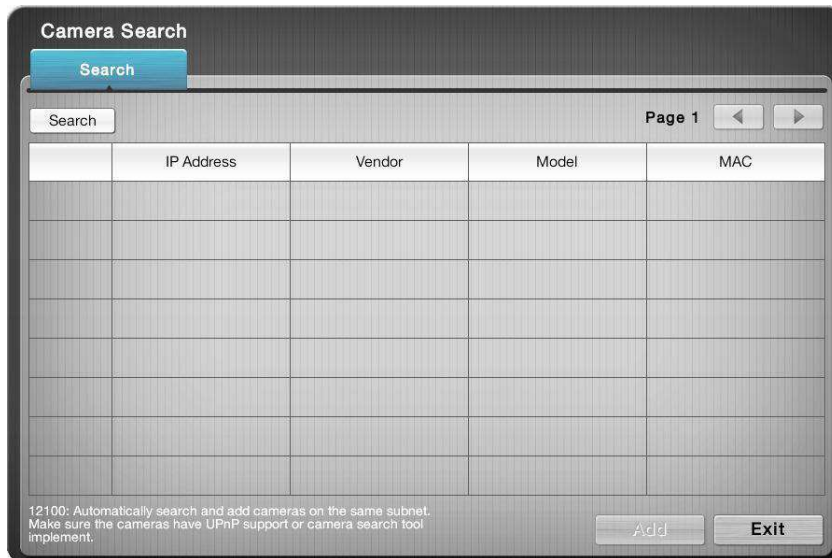 Camera Search
Search
Search
Page 1
IP Address Vendor Model MAC
12100: Automatically search and add cameras on the same subnet.
Make sure the cameras have UPnP support or camera search tool
implement.
Add Exit